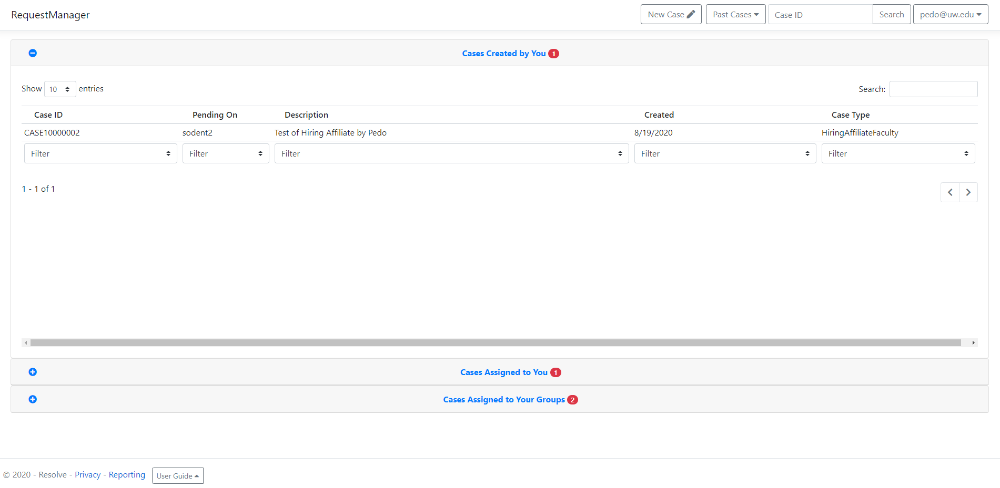 RequestManager
New Case
Past Cases
Case ID
Search
pedo@uw.edu
Cases Created by You 1
Show 10 entries
Search:
Case ID Pending On Description Created Case Type
CASE10000002 sodent2 Test of Hiring Affiliate by Pedo 8/19/2020 HiringAffiliateFaculty
Filter Filter Filter Filter Filter
1 - 1 of 1
Cases Assigned to You 1
Cases Assigned to Your Groups 2
© 2020 - Resolve - Privacy - Reporting User Guide